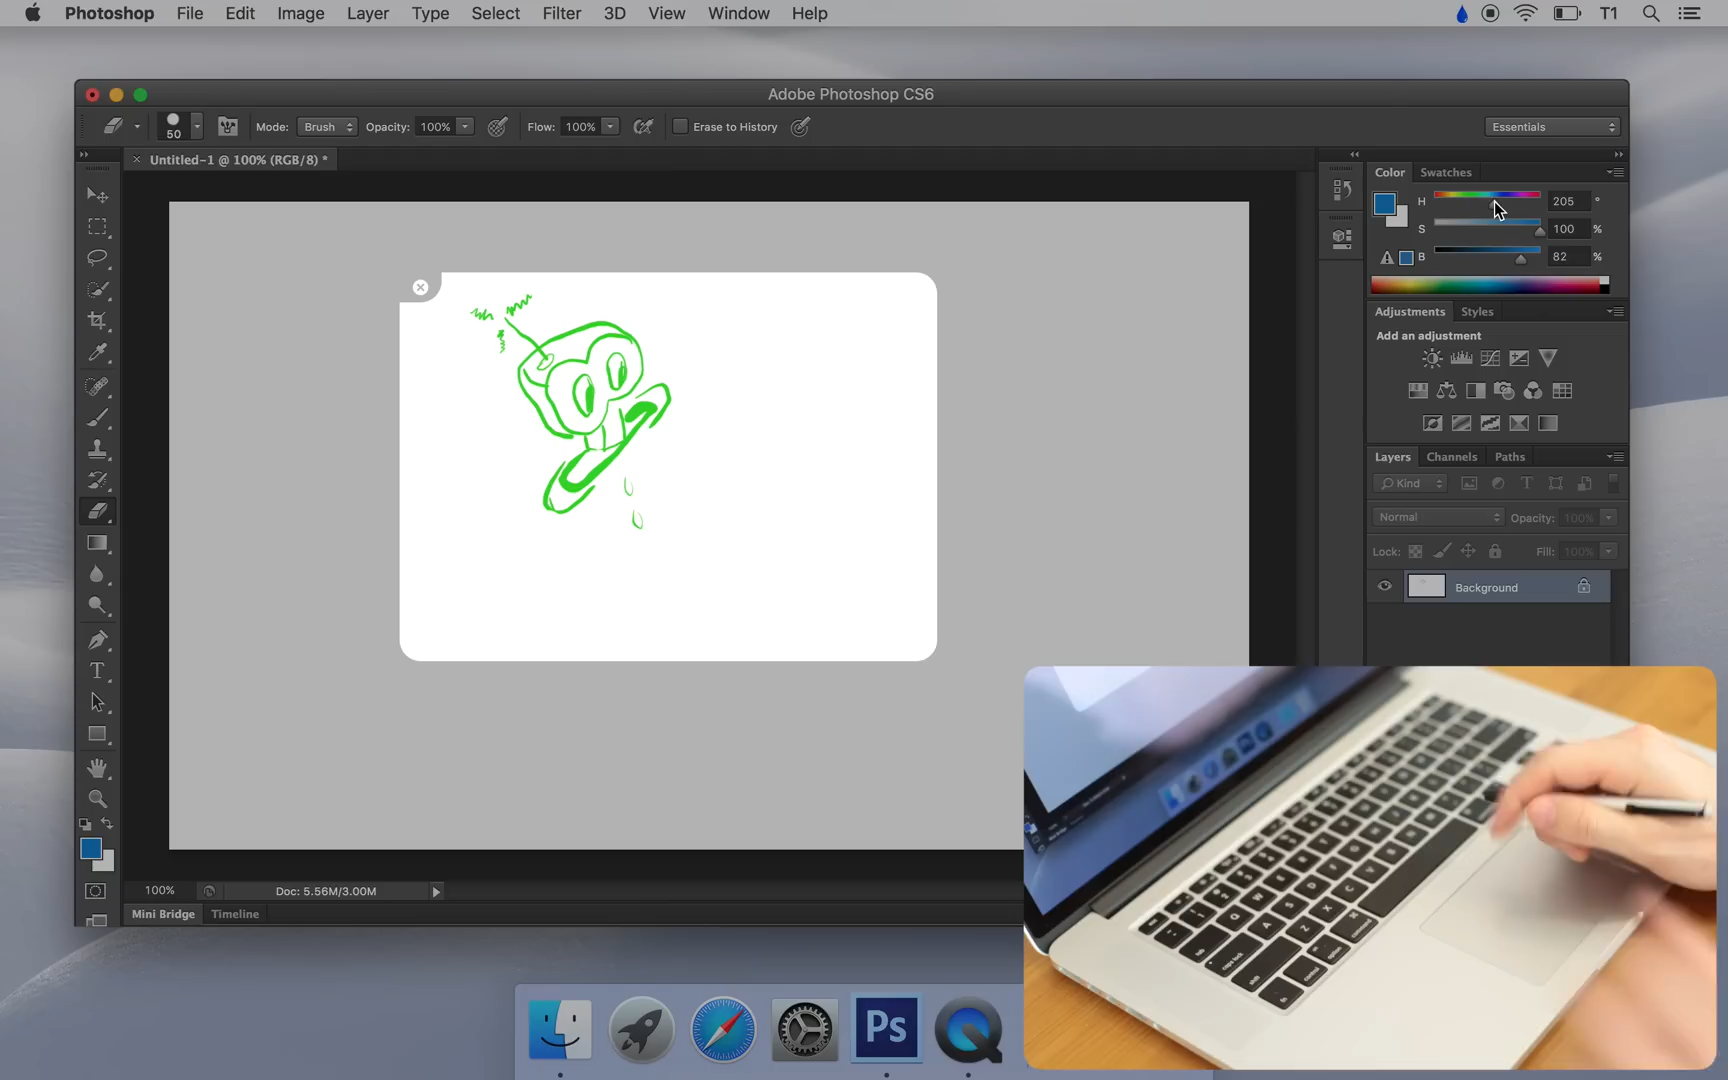 Photoshop File Edit Image Layer Type Select Filter 3D View Window Help T1
Adobe Photoshop CS6
50 Mode: Brush Opacity: 100% Flow: 100% Erase to History Essentials
Untitled-1 @ 100% (RGB/8) *
Color Swatches
H 205 °
S 100 %
B 82 %
Adjustments Styles
Add an adjustment
Layers Channels Paths
Kind T
Normal Opacity: 100%
Lock: Fill: 100%
Background
T
100% Doc: 5.56M/3.00M
Mini Bridge Timeline
Ps